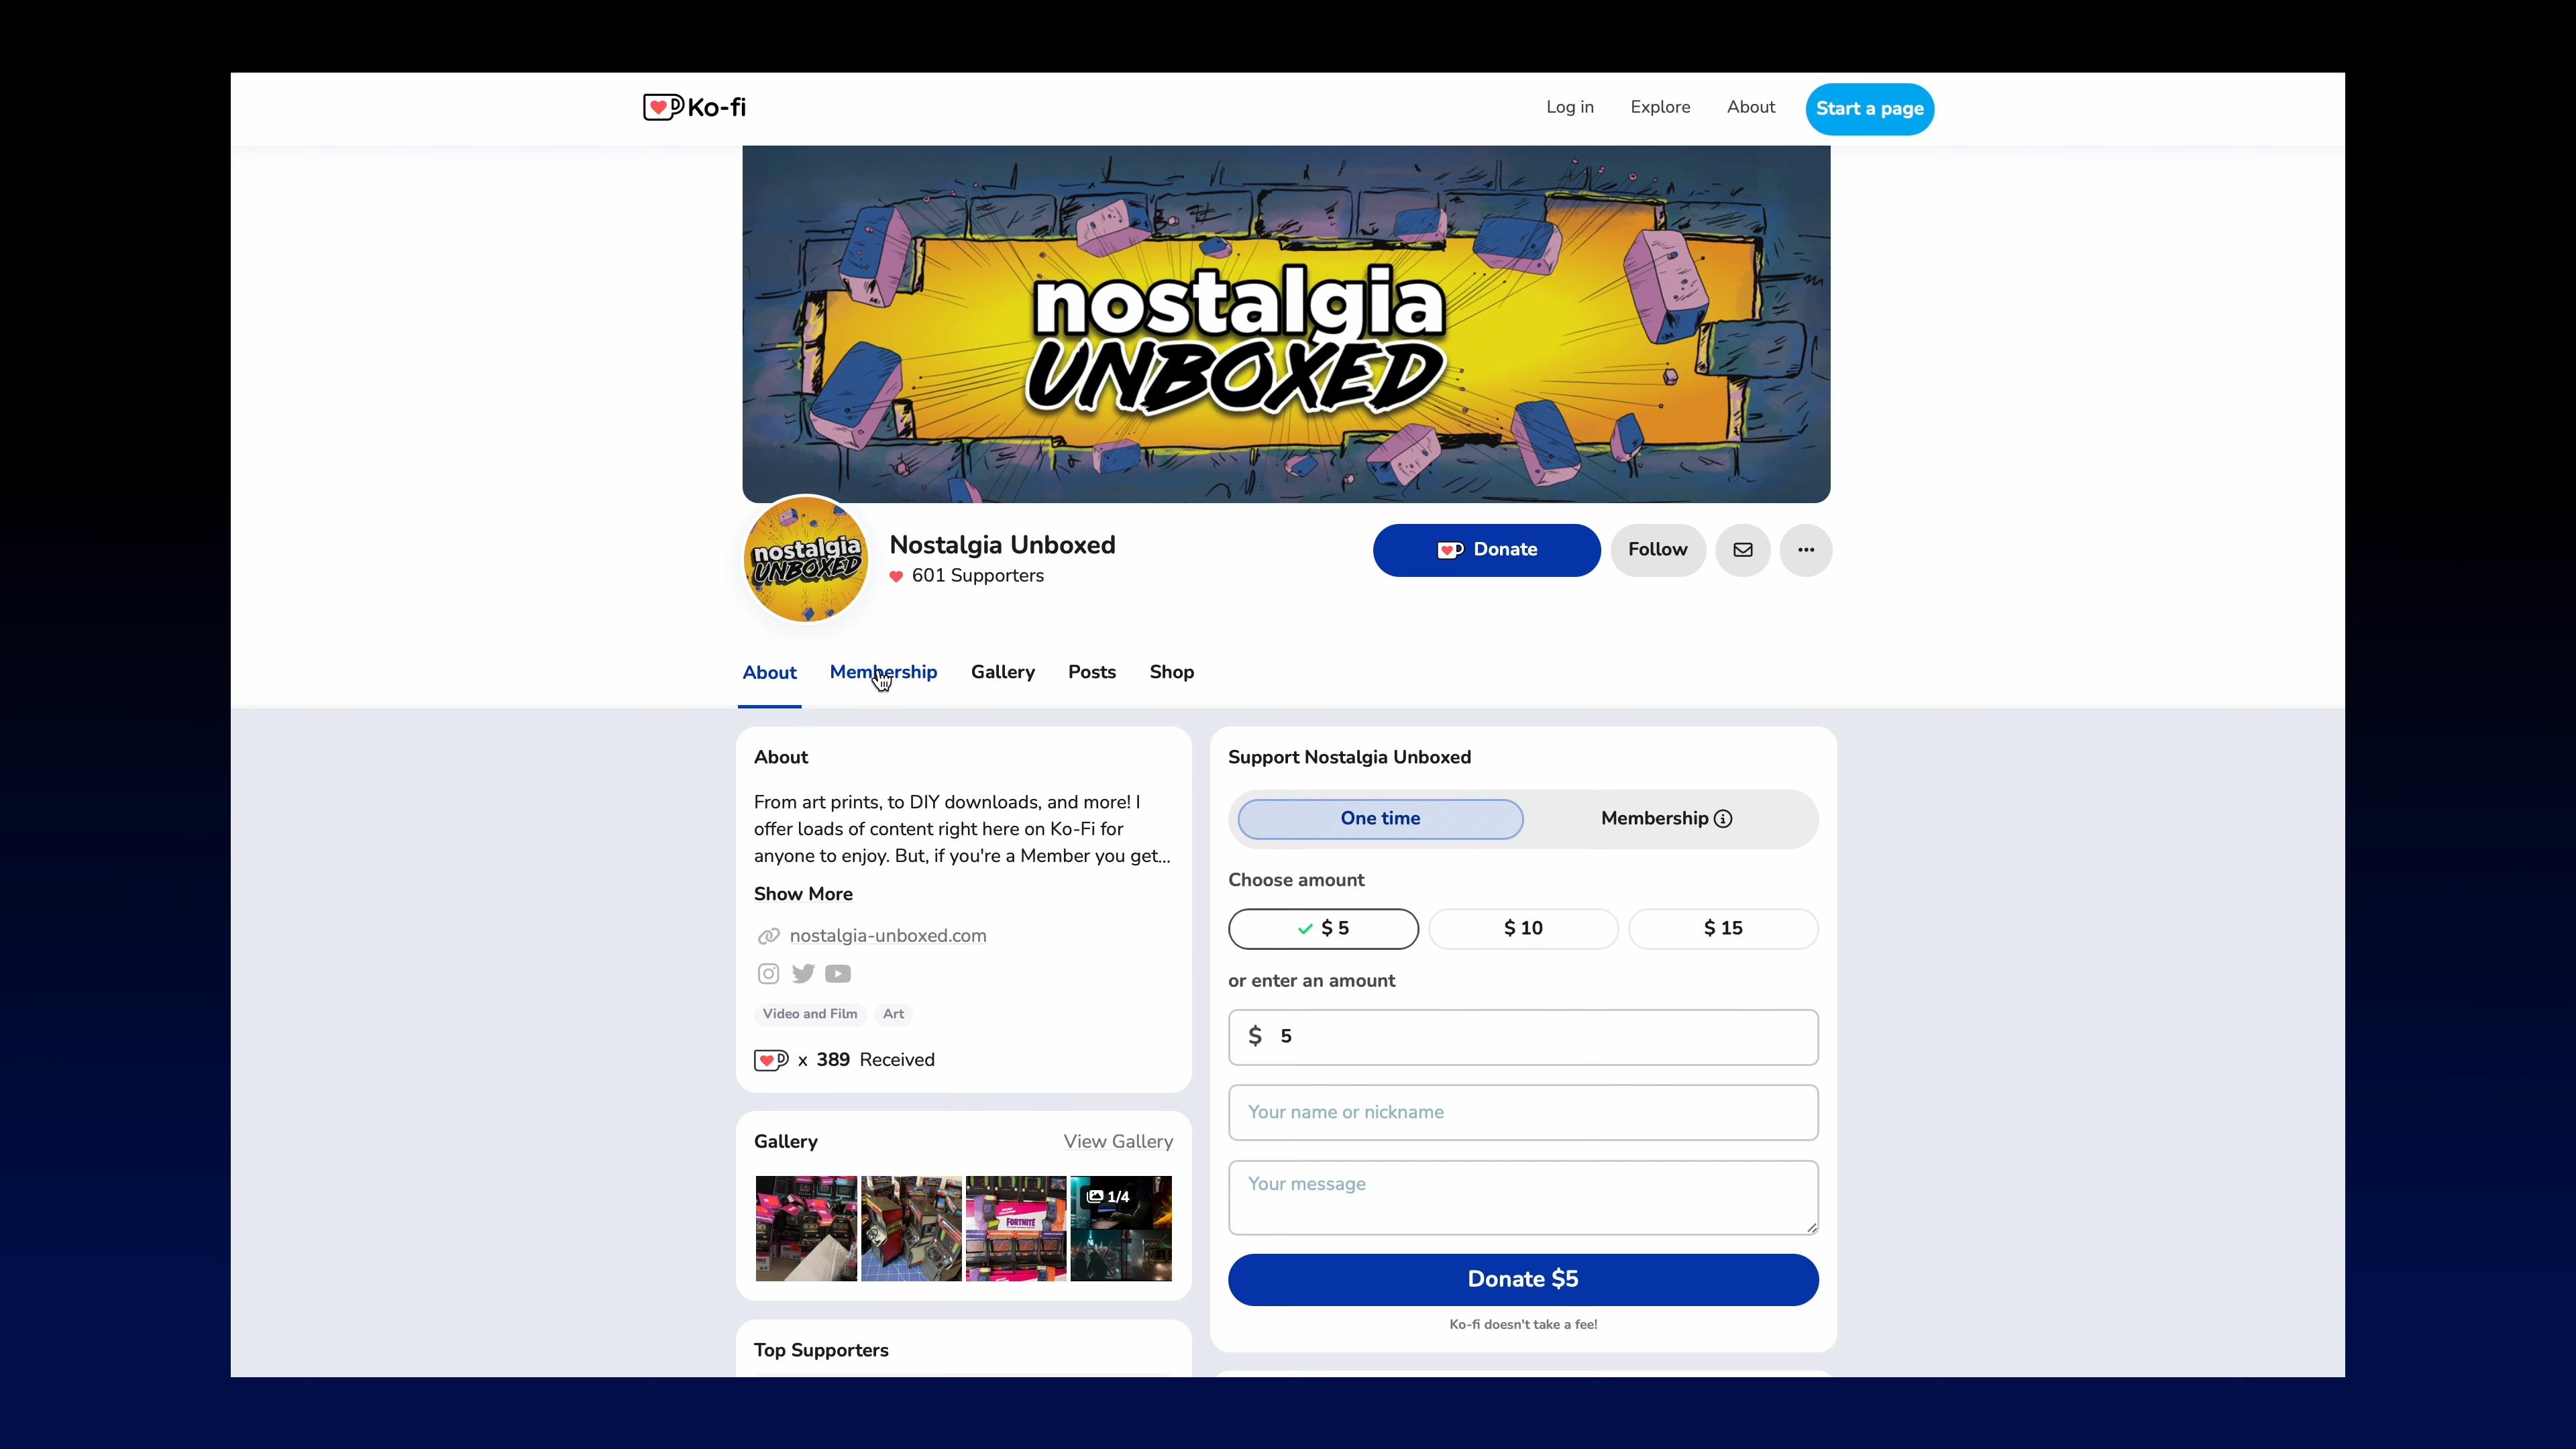 Ko-fi
Log in
Explore
About
Start a page
nostalgia
UNBOXED
nostalgia
UNBOXED
Nostalgia Unboxed
601 Supporters
Donate
Follow
About
Membership
Gallery
Posts
Shop
About
From art prints, to DIY downloads, and more! I
offer loads of content right here on Ko-Fi for
anyone to enjoy. But, if you're a Member you get...
Show More
nostalgia-unboxed.com
Video and Film
Art
x 389 Received
Gallery
View Gallery
FORTNITE
1/4
Top Supporters
Support Nostalgia Unboxed
One time
Membership
Choose amount
$ 5
$ 10
$ 15
or enter an amount
$ 5
Your name or nickname
Your message
Donate $5
Ko-fi doesn't take a fee!